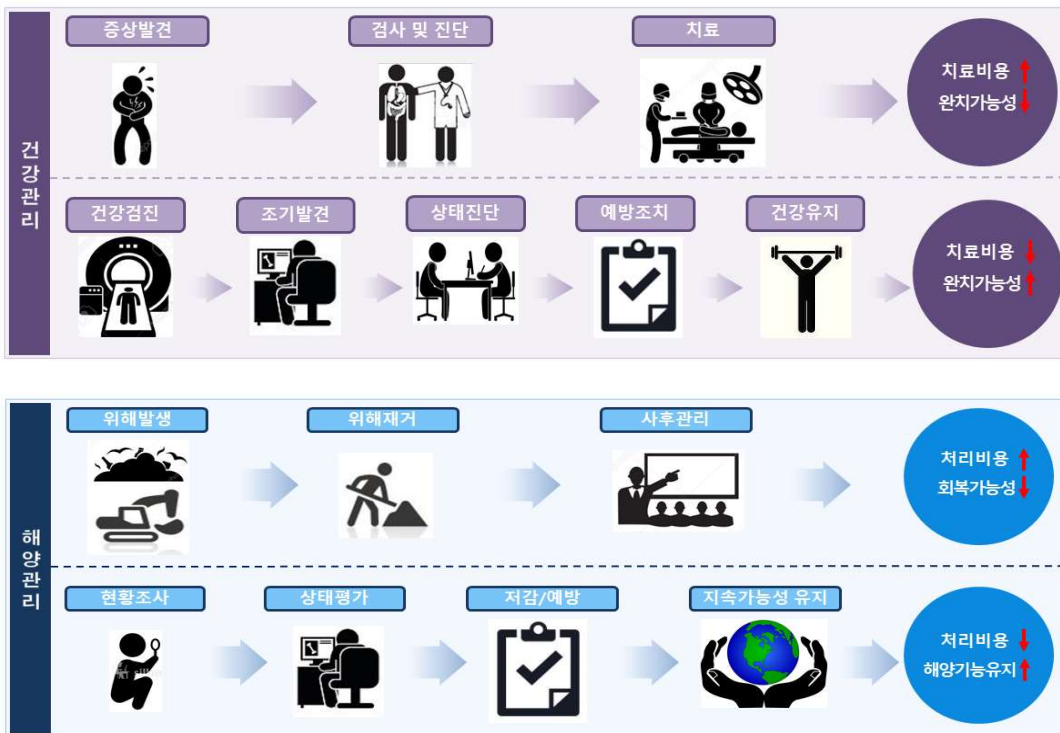 증상발견
검사 및 진단
치료
치료비용
완치가능성
건강관리
건강검진
조기발견
상태진단
예방조치
건강유지
치료비용
완치가능성
위해발생
위해재거
사후관리
처리비용
회복가능성
해양관리
현황조사
상태평가
저감/예방
지속가능성 유지
처리비용
해양기능유지